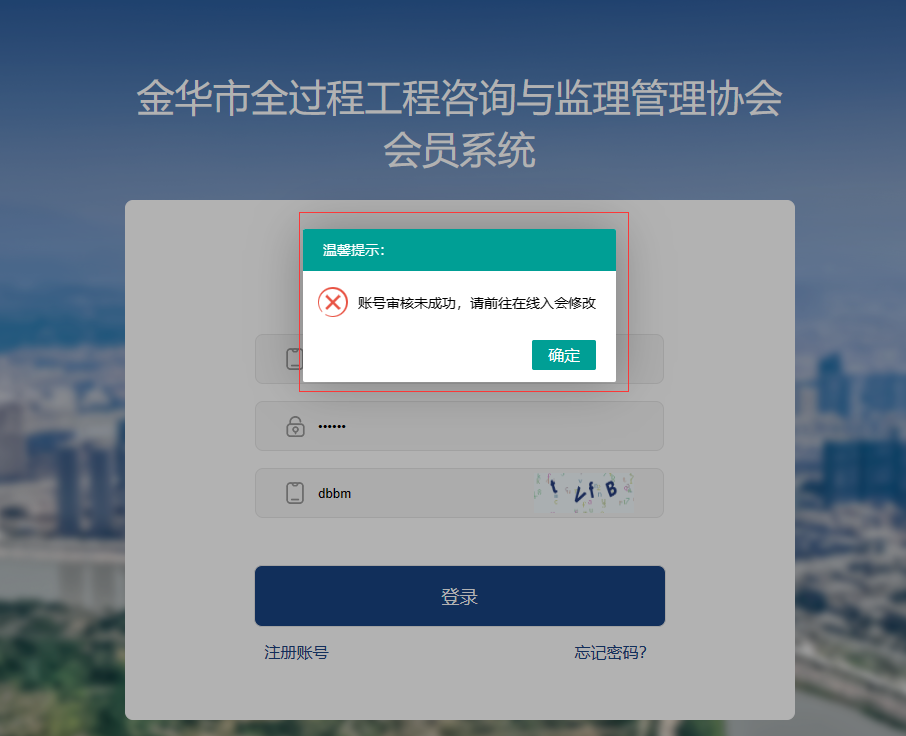 金华市全过程工程咨询与监理管理协会
会员系统
温馨提示：
账号审核未成功，请前往在线入会修改
确定
••••••
dbbm
t L f B
登录
注册账号
忘记密码?